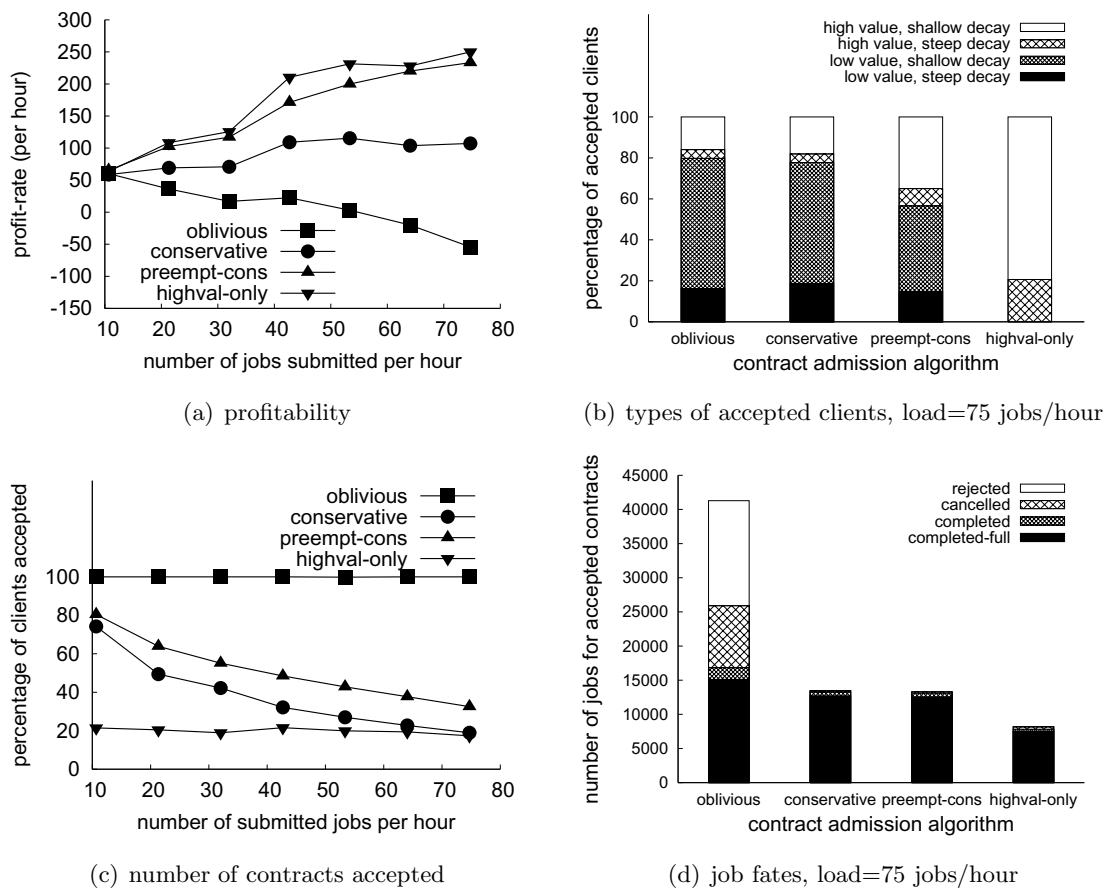 300
250
200
150
100
50
0
-50
-100
-150
profit-rate (per hour)
oblivious
conservative
preempt-cons
highval-only
10 20 30 40 50 60 70 80
number of jobs submitted per hour
(a) profitability
high value, shallow decay
high value, steep decay
low value, shallow decay
low value, steep decay
100
80
60
40
20
0
percentage of accepted clients
oblivious conservative preempt-cons highval-only
contract admission algorithm
(b) types of accepted clients, load=75 jobs/hour
oblivious
conservative
preempt-cons
highval-only
100
80
60
40
20
0
percentage of clients accepted
10 20 30 40 50 60 70 80
number of submitted jobs per hour
(c) number of contracts accepted
45000
40000
35000
30000
25000
20000
15000
10000
5000
0
number of jobs for accepted contracts
rejected
cancelled
completed
completed-full
oblivious conservative preempt-cons highval-only
contract admission algorithm
(d) job fates, load=75 jobs/hour